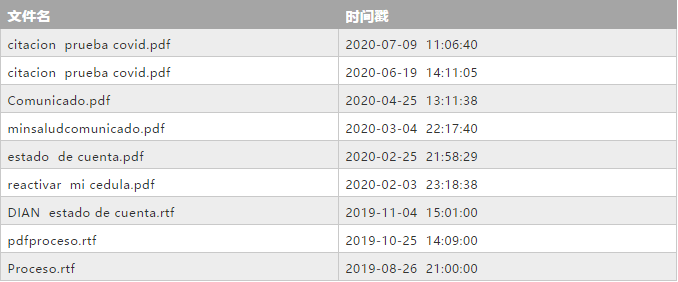 文件名 时间戳
citacion prueba covid.pdf 2020-07-09 11:06:40
citacion prueba covid.pdf 2020-06-19 14:11:05
Comunicado.pdf 2020-04-25 13:11:38
minsaludcomunicado.pdf 2020-03-04 22:17:40
estado de cuenta.pdf 2020-02-25 21:58:29
reactivar mi cedula.pdf 2020-02-03 23:18:38
DIAN estado de cuenta.rtf 2019-11-04 15:01:00
pdfproceso.rtf 2019-10-25 14:09:00
Proceso.rtf 2019-08-26 21:00:00